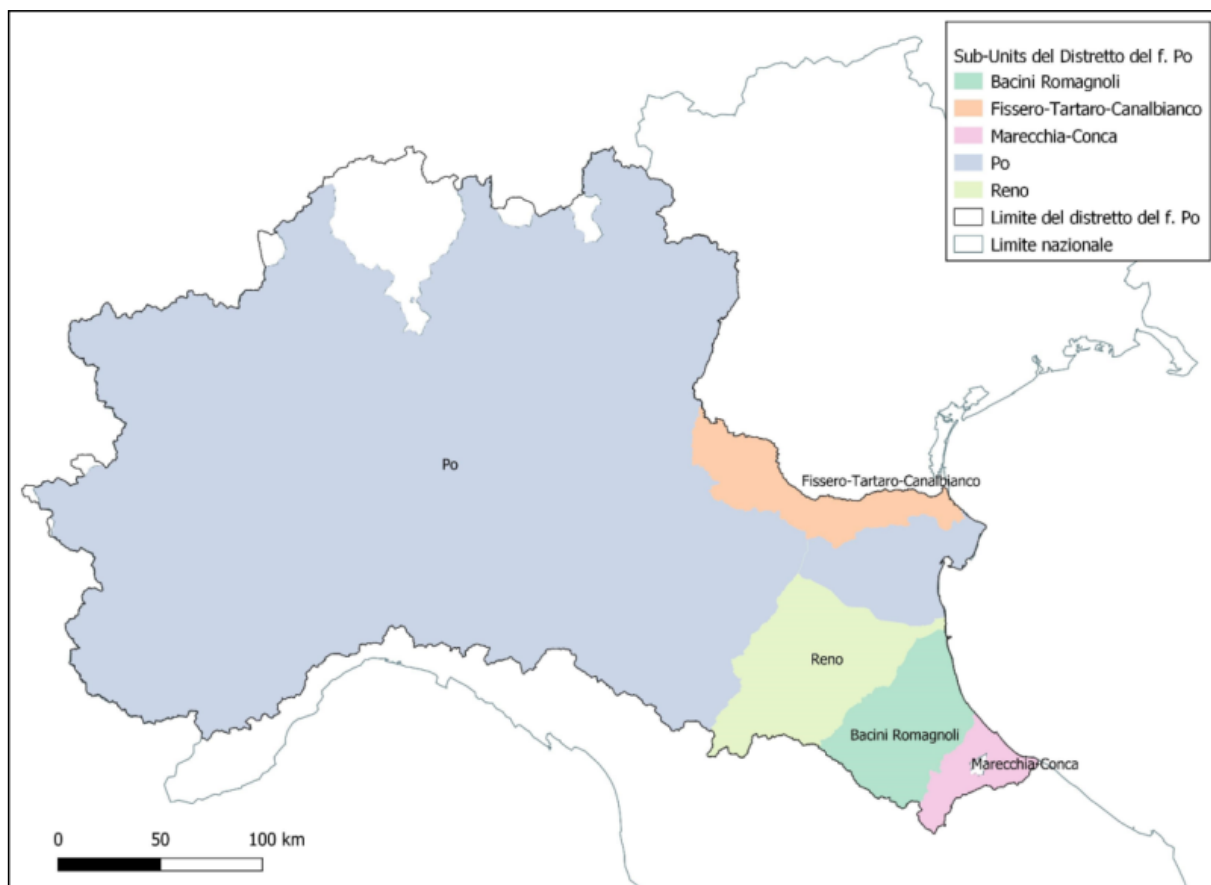 Sub-Units del Distretto del f. Po
Bacini Romagnoli
Fissero-Tartaro-Canalbianco
Marecchia-Conca
Po
Reno
Limite del distretto del f. Po
Limite nazionale
Po
Fissero-Tartaro-Canalbianco
Reno
Bacini Romagnoli
Marecchia-Conca
0 50 100 km